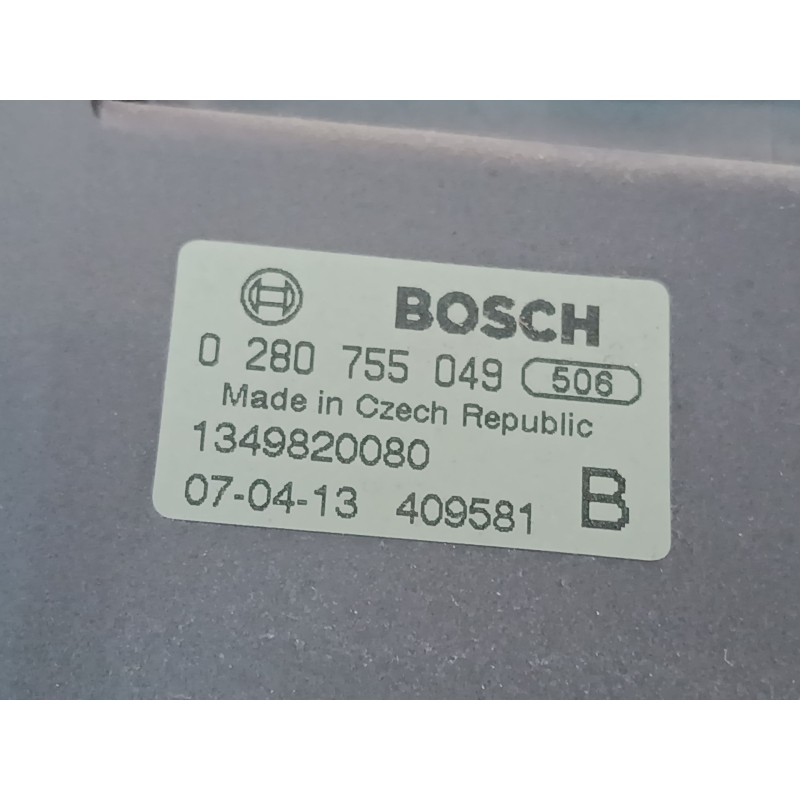 BOSCH
0 280 755 049 506
Made in Czech Republic
1349820080
07-04-13 409581 B